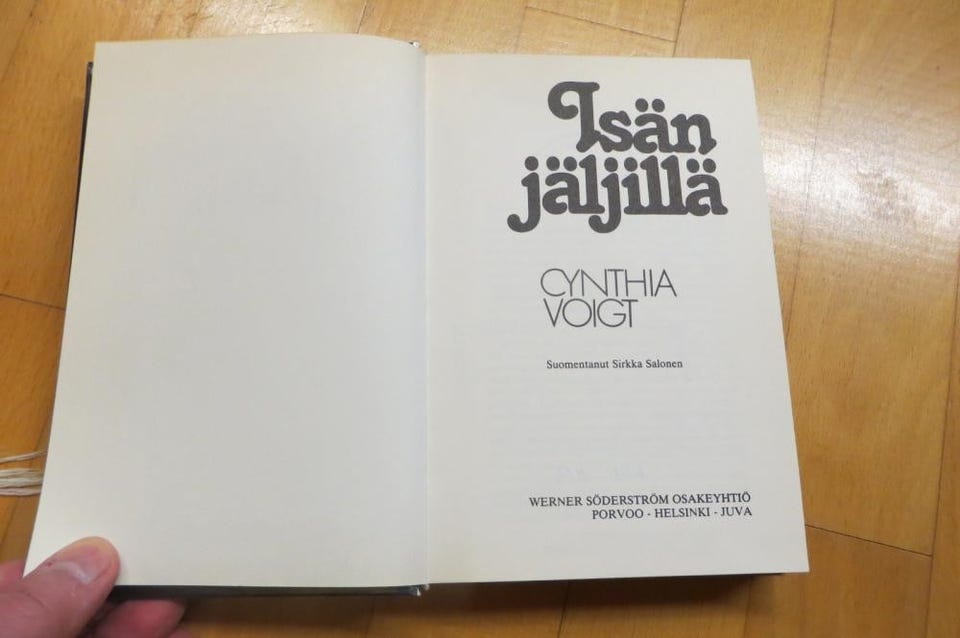 Isän
jäljillä
CYNTHIA
VOIGT
Suomentanut Sirkka Salonen
WERNER SÖDERSTRÖM OSAKEYHTIÖ
PORVOO - HELSINKI - JUVA